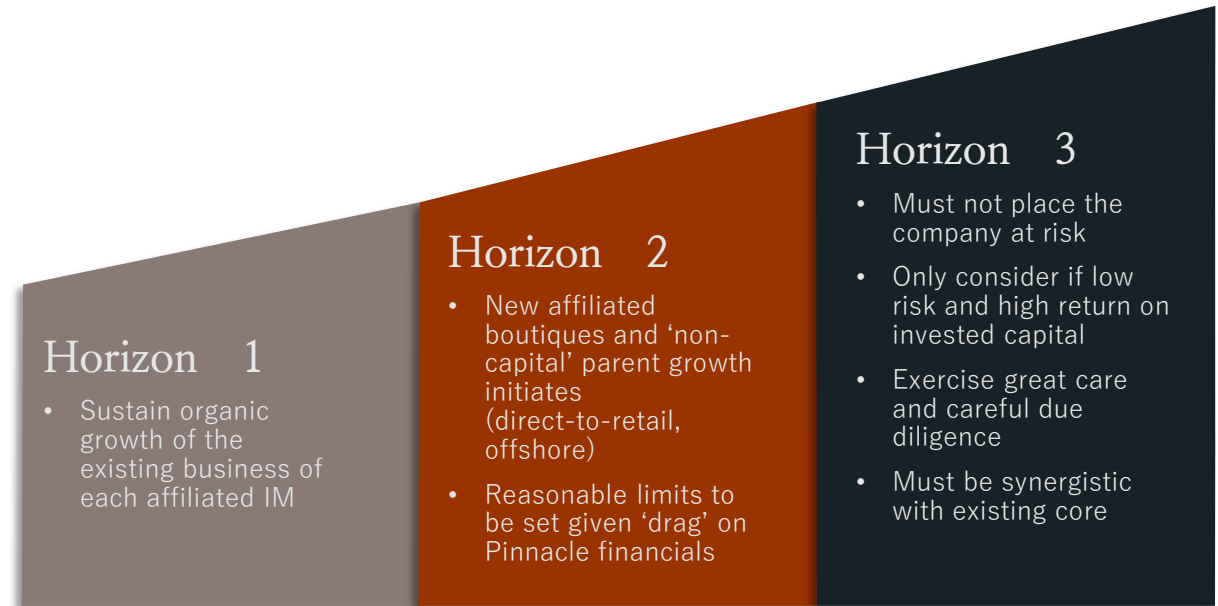 Horizon 1
• Sustain organic
growth of the
existing business of
each affiliated IM
Horizon 2
• New affiliated
boutiques and ‘non-
capital’ parent growth
initiates
(direct-to-retail,
offshore)
• Reasonable limits to
be set given ‘drag’ on
Pinnacle financials
Horizon 3
• Must not place the
company at risk
• Only consider if low
risk and high return on
invested capital
• Exercise great care
and careful due
diligence
• Must be synergistic
with existing core